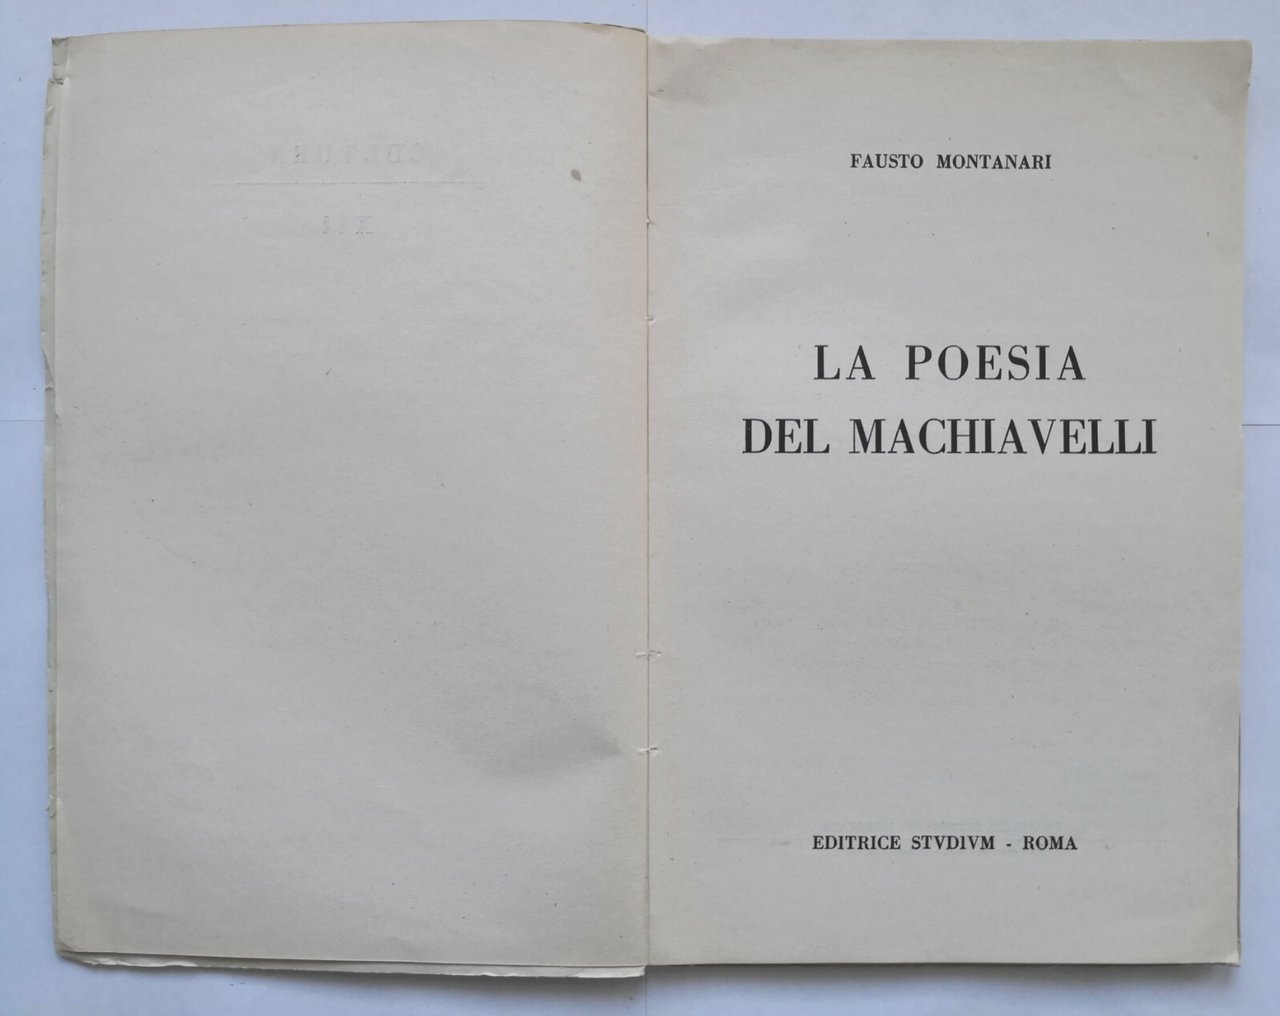 FAUSTO MONTANARI
LA POESIA
DEL MACHIAVELLI
EDITRICE STVDIVM - ROMA